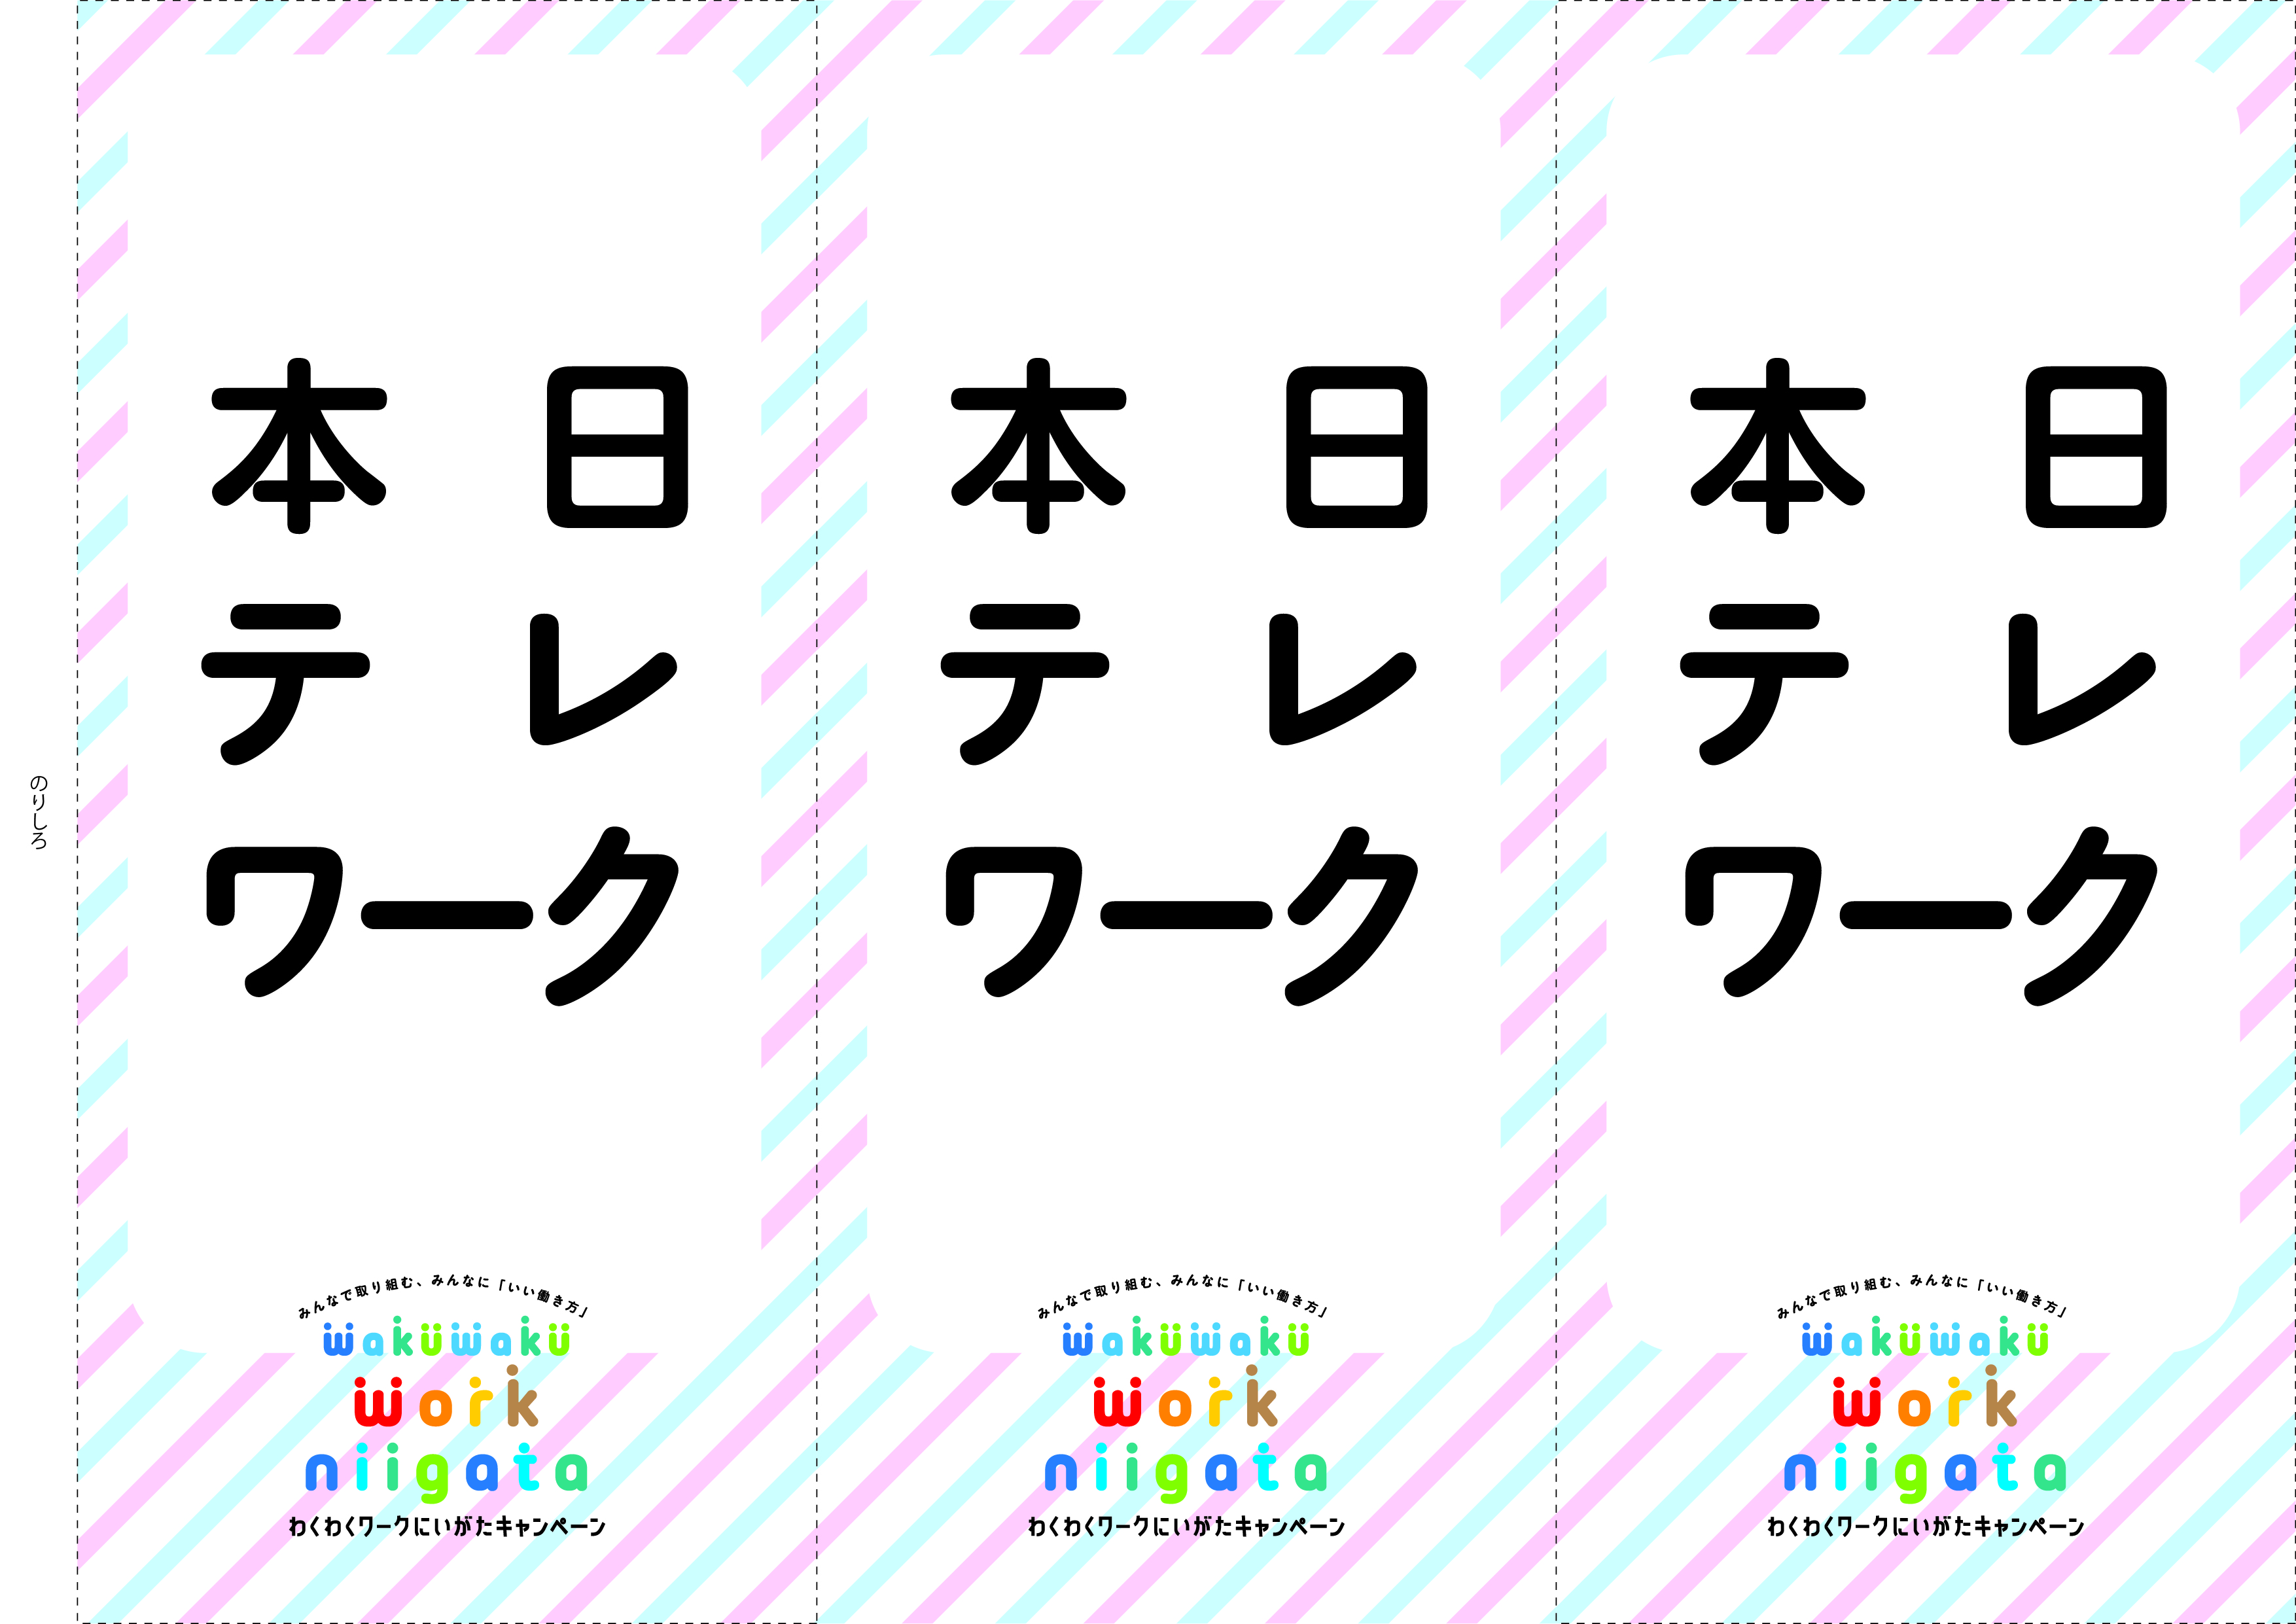 のりしろ
本日
テレ
ワーク
みんなで取り組む、みんなに「いい働き方」
wakuwaku
work
niigata
わくわくワークにいがたキャンペーン
本日
テレ
ワーク
みんなで取り組む、みんなに「いい働き方」
wakuwaku
work
niigata
わくわくワークにいがたキャンペーン
本日
テレ
ワーク
みんなで取り組む、みんなに「いい働き方」
wakuwaku
work
niigata
わくわくワークにいがたキャンペーン